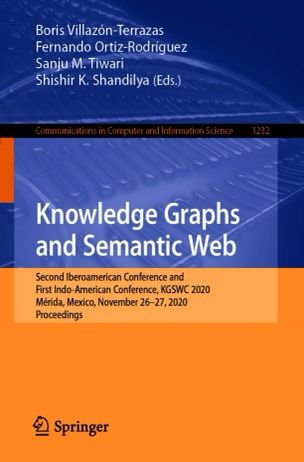 Boris Villazón-Terrazas
Fernando Ortiz-Rodríguez
Sanju M. Tiwari
Shishir K. Shandilya (Eds.)
Communications in Computer and Information Science 1232
Knowledge Graphs
and Semantic Web
Second Iberoamerican Conference and
First Indo-American Conference, KGSWC 2020
Mérida, Mexico, November 26–27, 2020
Proceedings
Springer